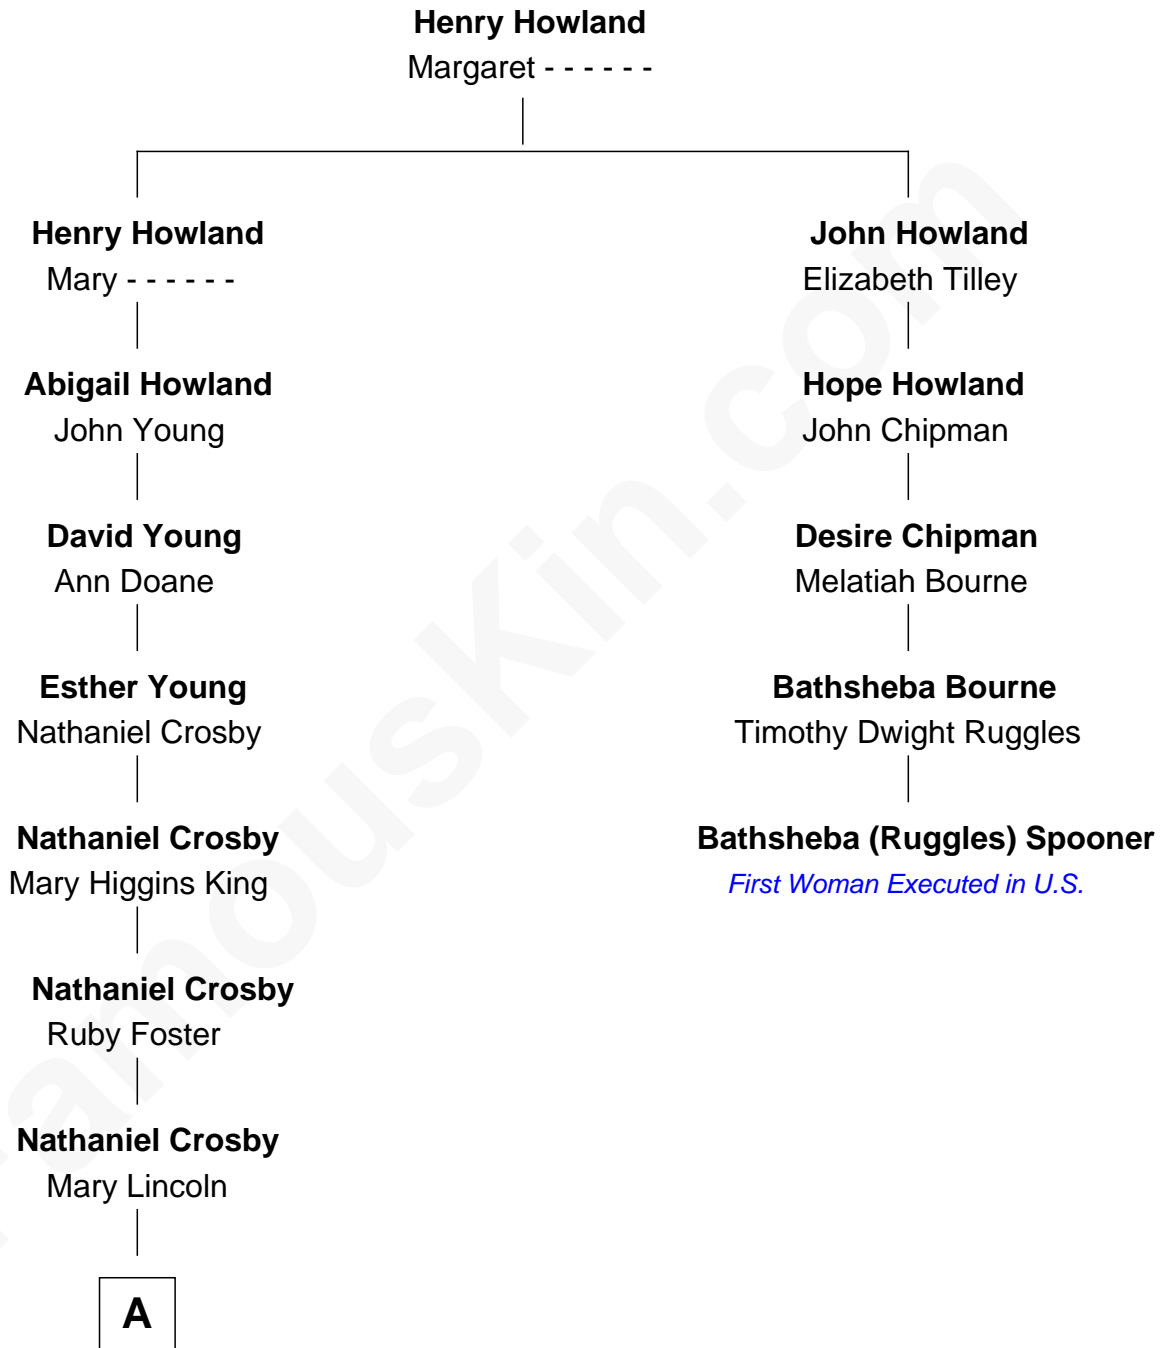 Henry Howland
Margaret - - - - - -
Henry Howland
Mary - - - - - -
Abigail Howland
John Young
David Young
Ann Doane
Esther Young
Nathaniel Crosby
Nathaniel Crosby
Mary Higgins King
Nathaniel Crosby
Ruby Foster
Nathaniel Crosby
Mary Lincoln
A
John Howland
Elizabeth Tilley
Hope Howland
John Chipman
Desire Chipman
Melatiah Bourne
Bathsheba Bourne
Timothy Dwight Ruggles
Bathsheba (Ruggles) Spooner
First Woman Executed in U.S.
FamousKin.com